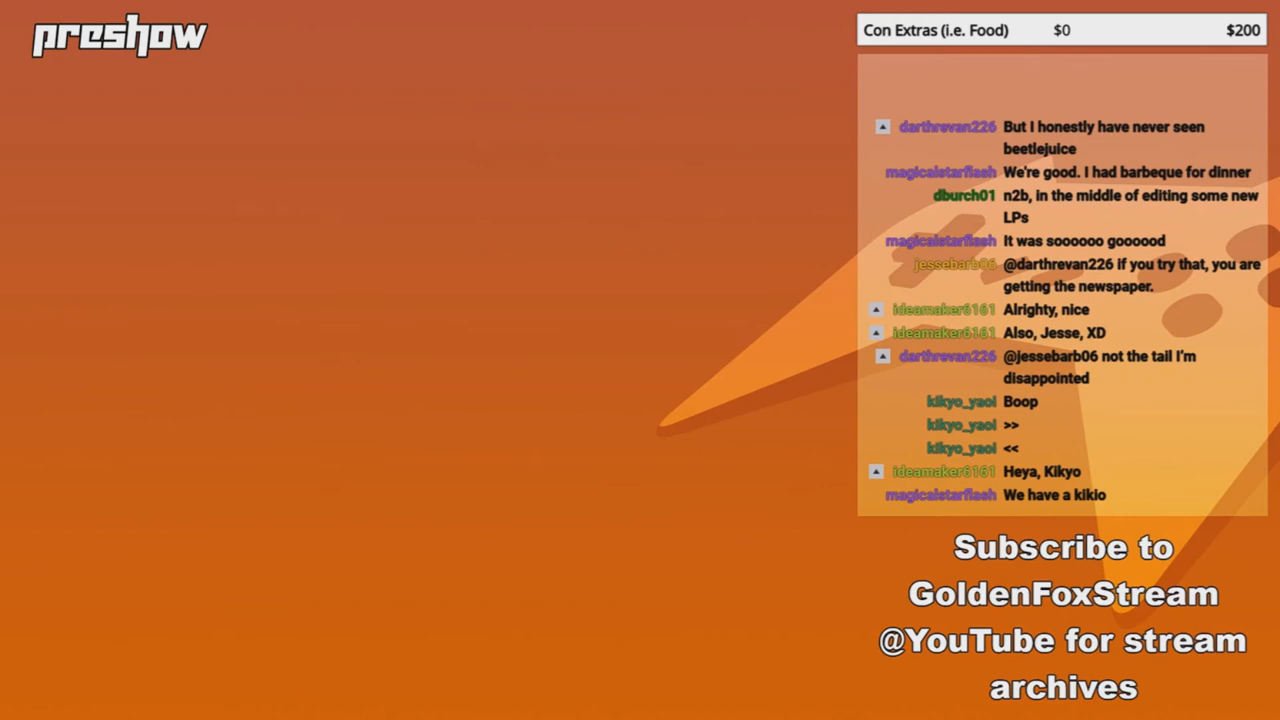 preshow
Con Extras (i.e. Food) $0 $200
darthrevan226 But I honestly have never seen
beetlejuice
magicalstarflash We're good. I had barbeque for dinner
dburch01 n2b, in the middle of editing some new
LPs
magicalstarflash It was soooooo goooood
jessebarb06 @darthrevan226 if you try that, you are
getting the newspaper.
ideamaker6161 Alrighty, nice
ideamaker6161 Also, Jesse, XD
darthrevan226 @jessebarb06 not the tail I'm
disappointed
kikyo_yaoi Boop
kikyo_yaoi >>
kikyo_yaoi <<
ideamaker6161 Heya, Kikyo
magicalstarflash We have a kikio
Subscribe to
GoldenFoxStream
@YouTube for stream
archives